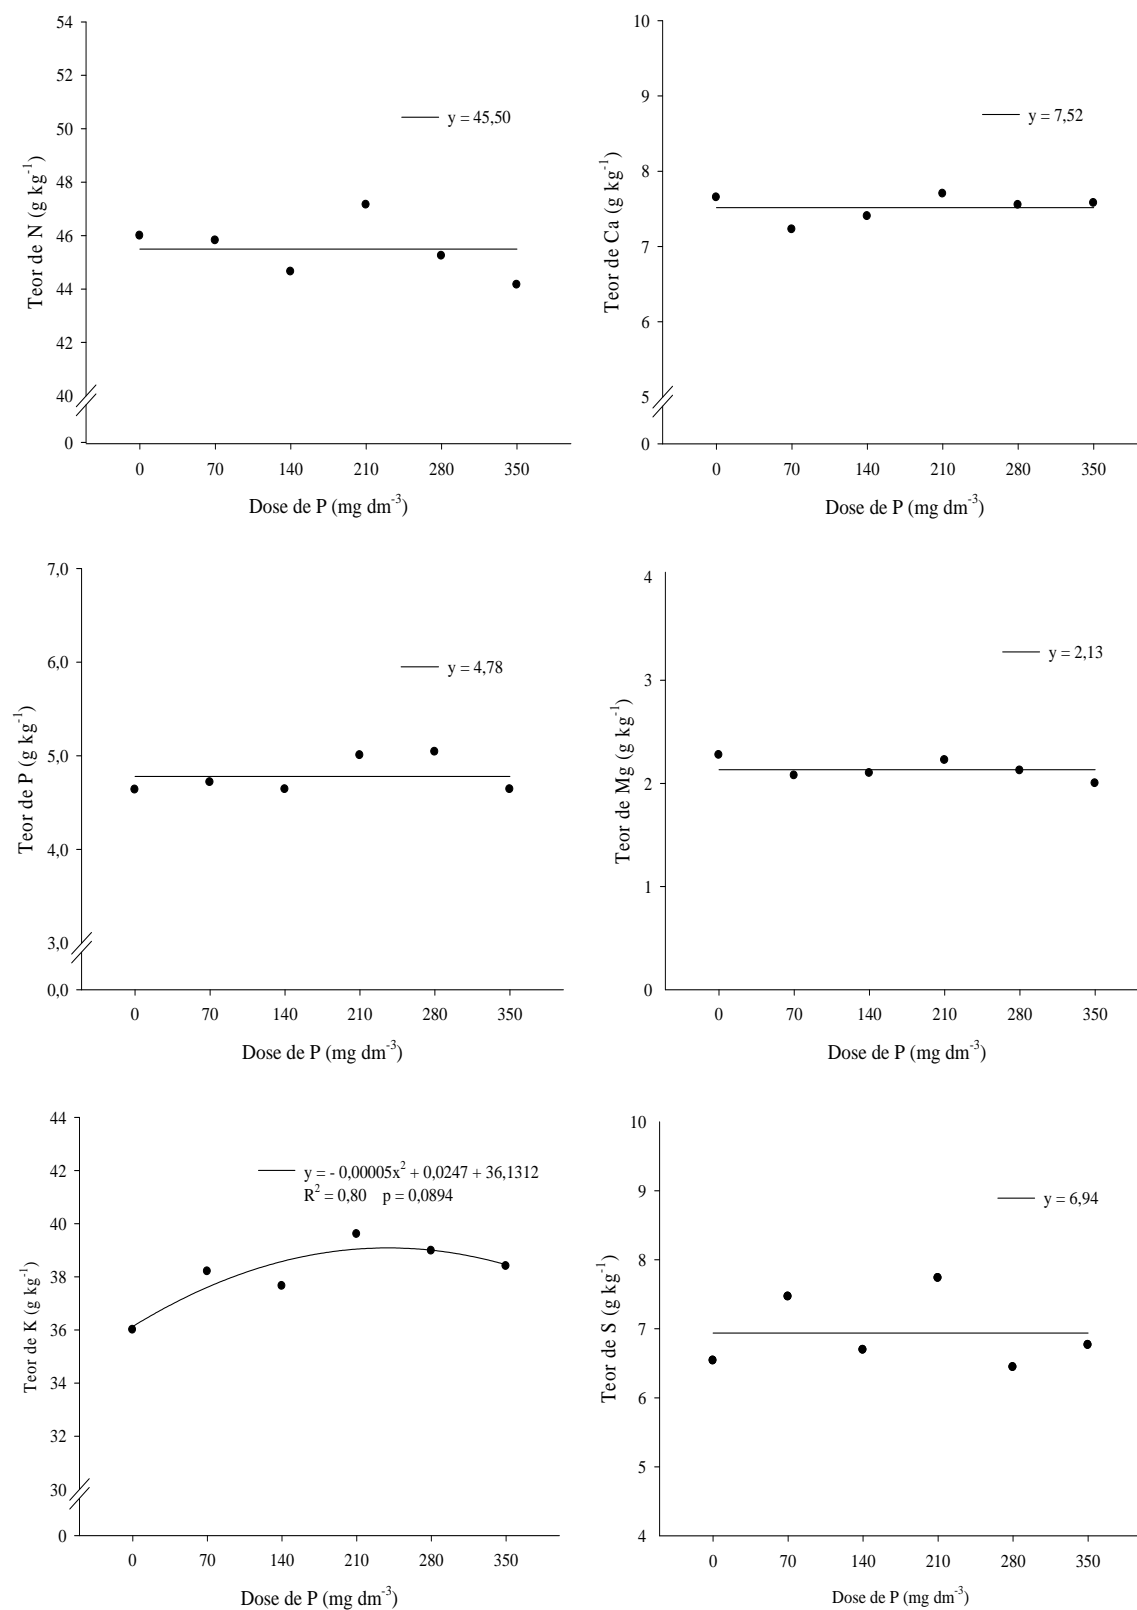 54
52
50
48
46
44
42
40
0
Teor de N (g kg⁻¹)
y = 45,50
0 70 140 210 280 350
Dose de P (mg dm⁻³)
10
9
8
7
6
5
0
Teor de Ca (g kg⁻¹)
y = 7,52
0 70 140 210 280 350
Dose de P (mg dm⁻³)
7,0
6,0
5,0
4,0
3,0
0,0
Teor de P (g kg⁻¹)
y = 4,78
0 70 140 210 280 350
Dose de P (mg dm⁻³)
4
3
2
1
0
Teor de Mg (g kg⁻¹)
y = 2,13
0 70 140 210 280 350
Dose de P (mg dm⁻³)
44
42
40
38
36
34
32
30
0
Teor de K (g kg⁻¹)
y = - 0,00005x² + 0,0247 + 36,1312
R² = 0,80 p = 0,0894
0 70 140 210 280 350
Dose de P (mg dm⁻³)
10
9
8
7
6
5
4
Teor de S (g kg⁻¹)
y = 6,94
0 70 140 210 280 350
Dose de P (mg dm⁻³)